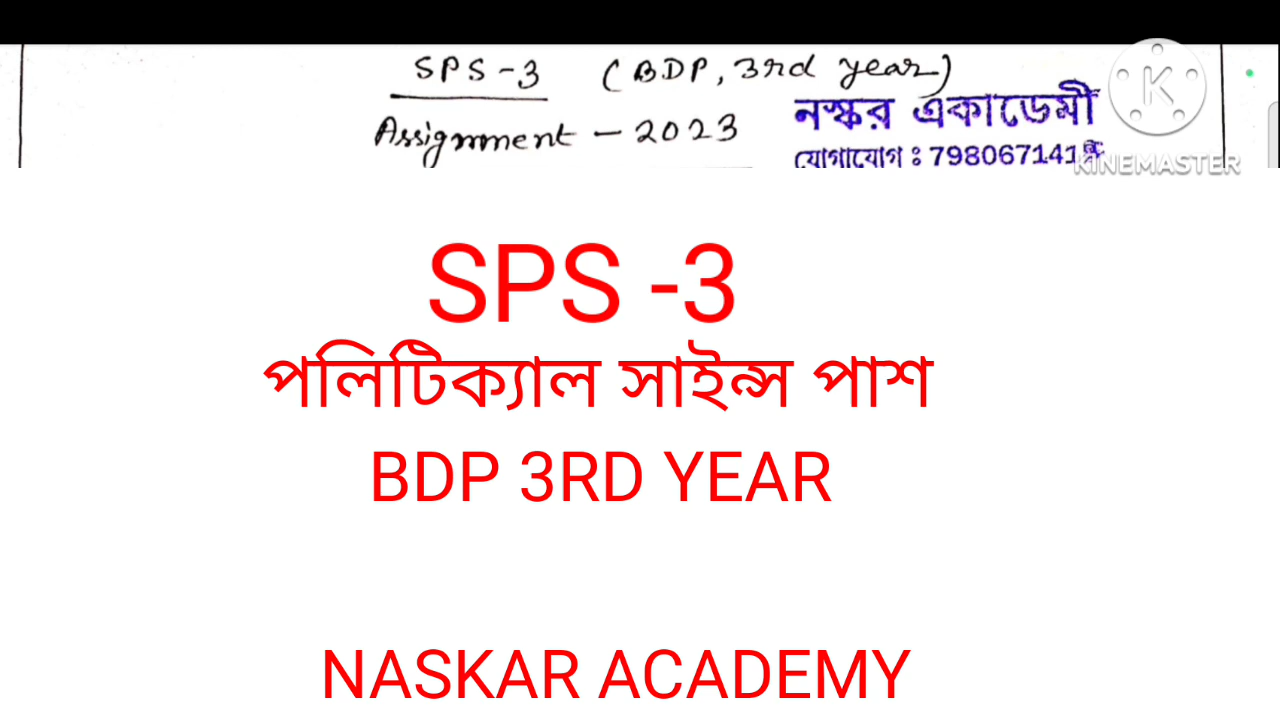 SPS-3 (BDP, 3rd year)
Assignment - 2023
নস্কর একাডেমী
যোগাযোগ ঃ 798067141
KINEMASTER
SPS -3
পলিটিক্যাল সাইন্স পাশ
BDP 3RD YEAR
NASKAR ACADEMY